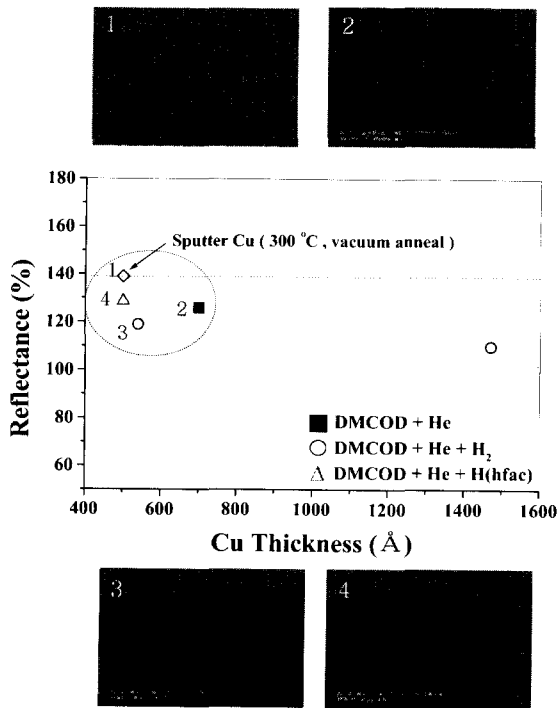 1
2
180
160
140
120
100
80
60
Reflectance (%)
Sputter Cu ( 300 °C , vacuum anneal )
1
4
3
2
■ DMCOD + He
○ DMCOD + He + H₂
△ DMCOD + He + H(hfac)
400 600 800 1000 1200 1400 1600
Cu Thickness (Å)
3
4